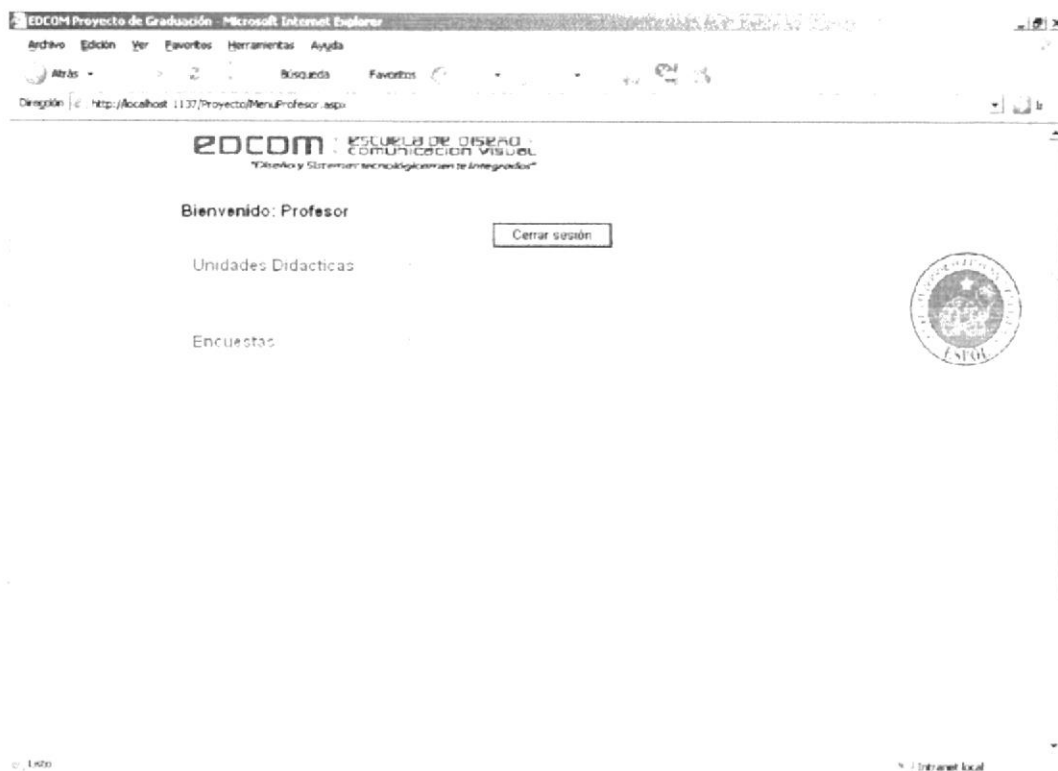 EDCOM Proyecto de Graduación - Microsoft Internet Explorer
Archivo Edición Ver Favoritos Herramientas Ayuda
Atrás Búsqueda Favoritos
Dirección http://localhost:1137/Proyecto/MenuProfesor.aspx Ir
EDCOM : ESCUELA DE DISEÑO
COMUNICACION VISUAL
"Diseño y Sistemas tecnológicamente Integrados"
Bienvenido: Profesor
Cerrar sesión
Unidades Didacticas
Encuestas
ESPOL
Listo Intranet local